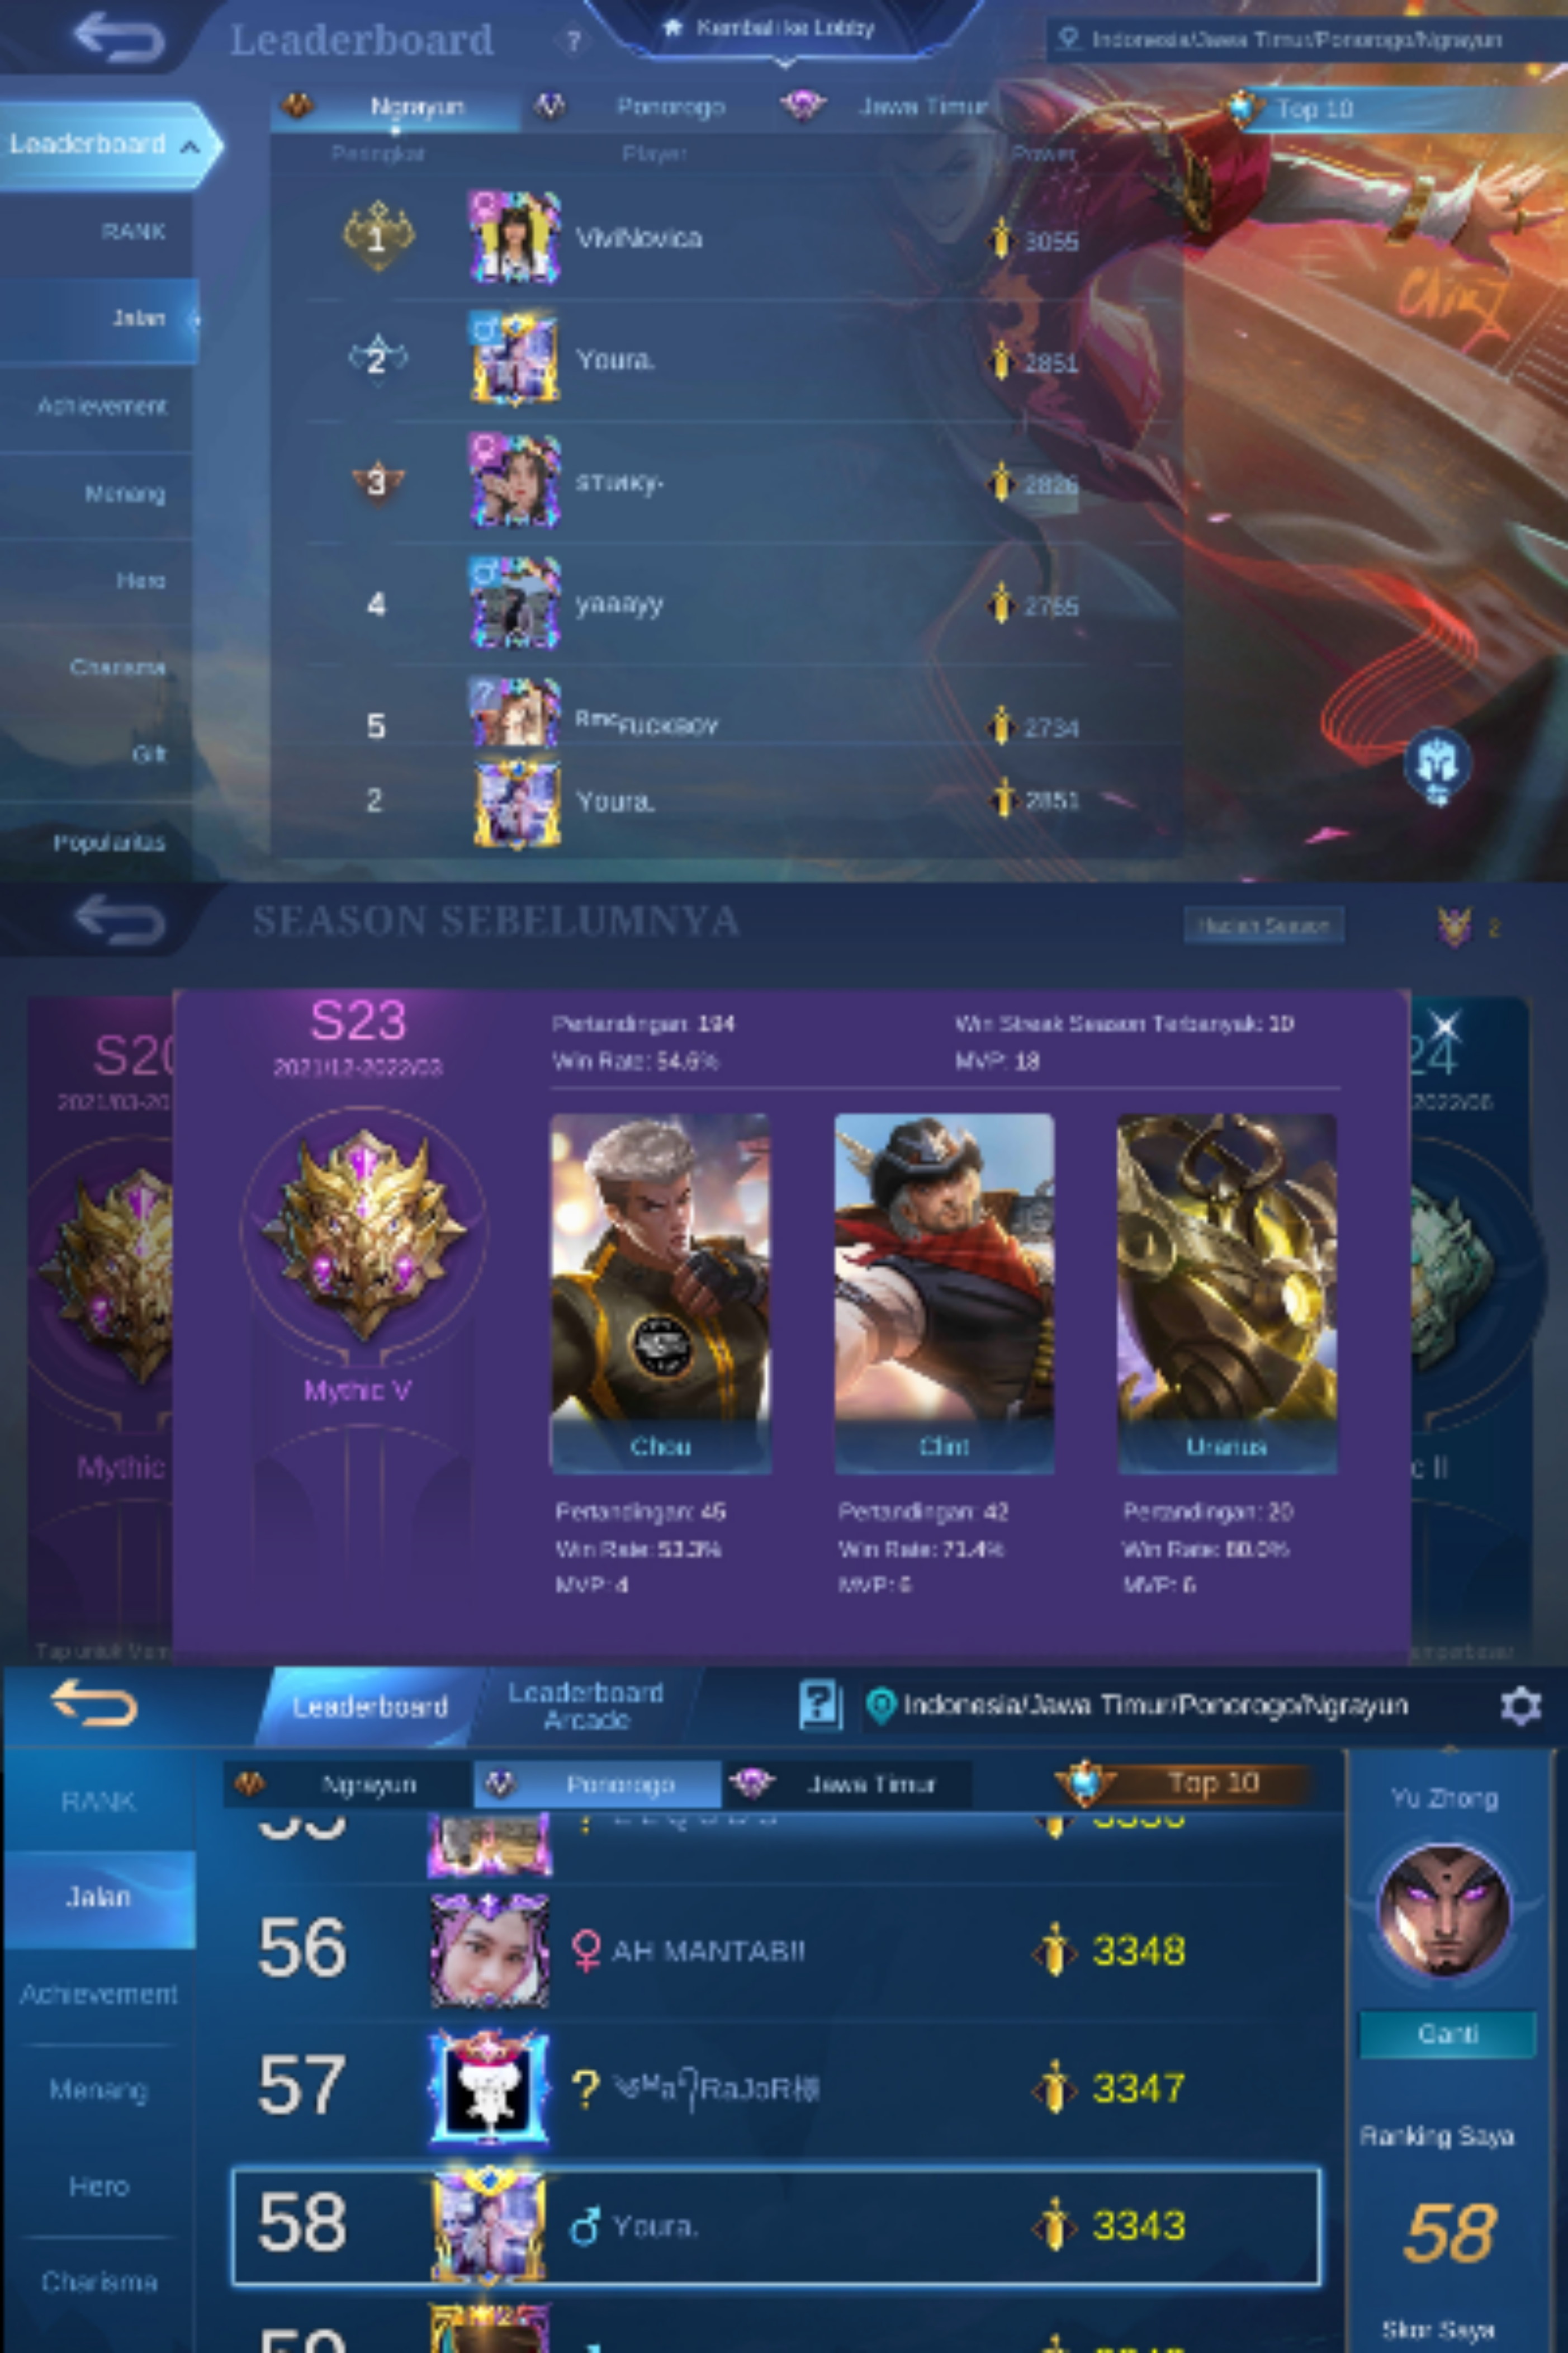 Leaderboard ? Kembali ke Lobby Indonesia/Jawa Timur/Ponorogo/Ngrayun
Leaderboard Ngrayun Ponorogo Jawa Timur Top 10
Peringkat Player Power
RANK
1 ViViNovica 3055
Jalan
2 Youra. 2851
Achievement
Menang
3 STIИKy- 2826
Hero
4 yaaayy 2765
Charisma
5 RmcFUCKBOY 2734
Gift
2 Youra. 2851
Popularitas
SEASON SEBELUMNYA Hadiah Season 2
S20
2021/03-20
Mythic
S23
2021/12-2022/03
Mythic V
Pertandingan: 194 Win Streak Season Terbanyak: 10
Win Rate: 54.6% MVP: 18
Chou Clint Uranus
Pertandingan: 45 Pertandingan: 42 Pertandingan: 20
Win Rate: 53.3% Win Rate: 71.4% Win Rate: 80.0%
MVP: 4 MVP: 6 MVP: 6
24
2022/06
c II
Tap untuk Mem
Leaderboard Leaderboard Arcade ? Indonesia/Jawa Timur/Ponorogo/Ngrayun
RANK Ngrayun Ponorogo Jawa Timur Top 10 Yu Zhong
Jalan
56 AH MANTAB!! 3348
Achievement
Ganti
57 ? RaJoR 3347
Menang
Ranking Saya
Hero
58 Youra. 3343
58
Charisma
Skor Saya